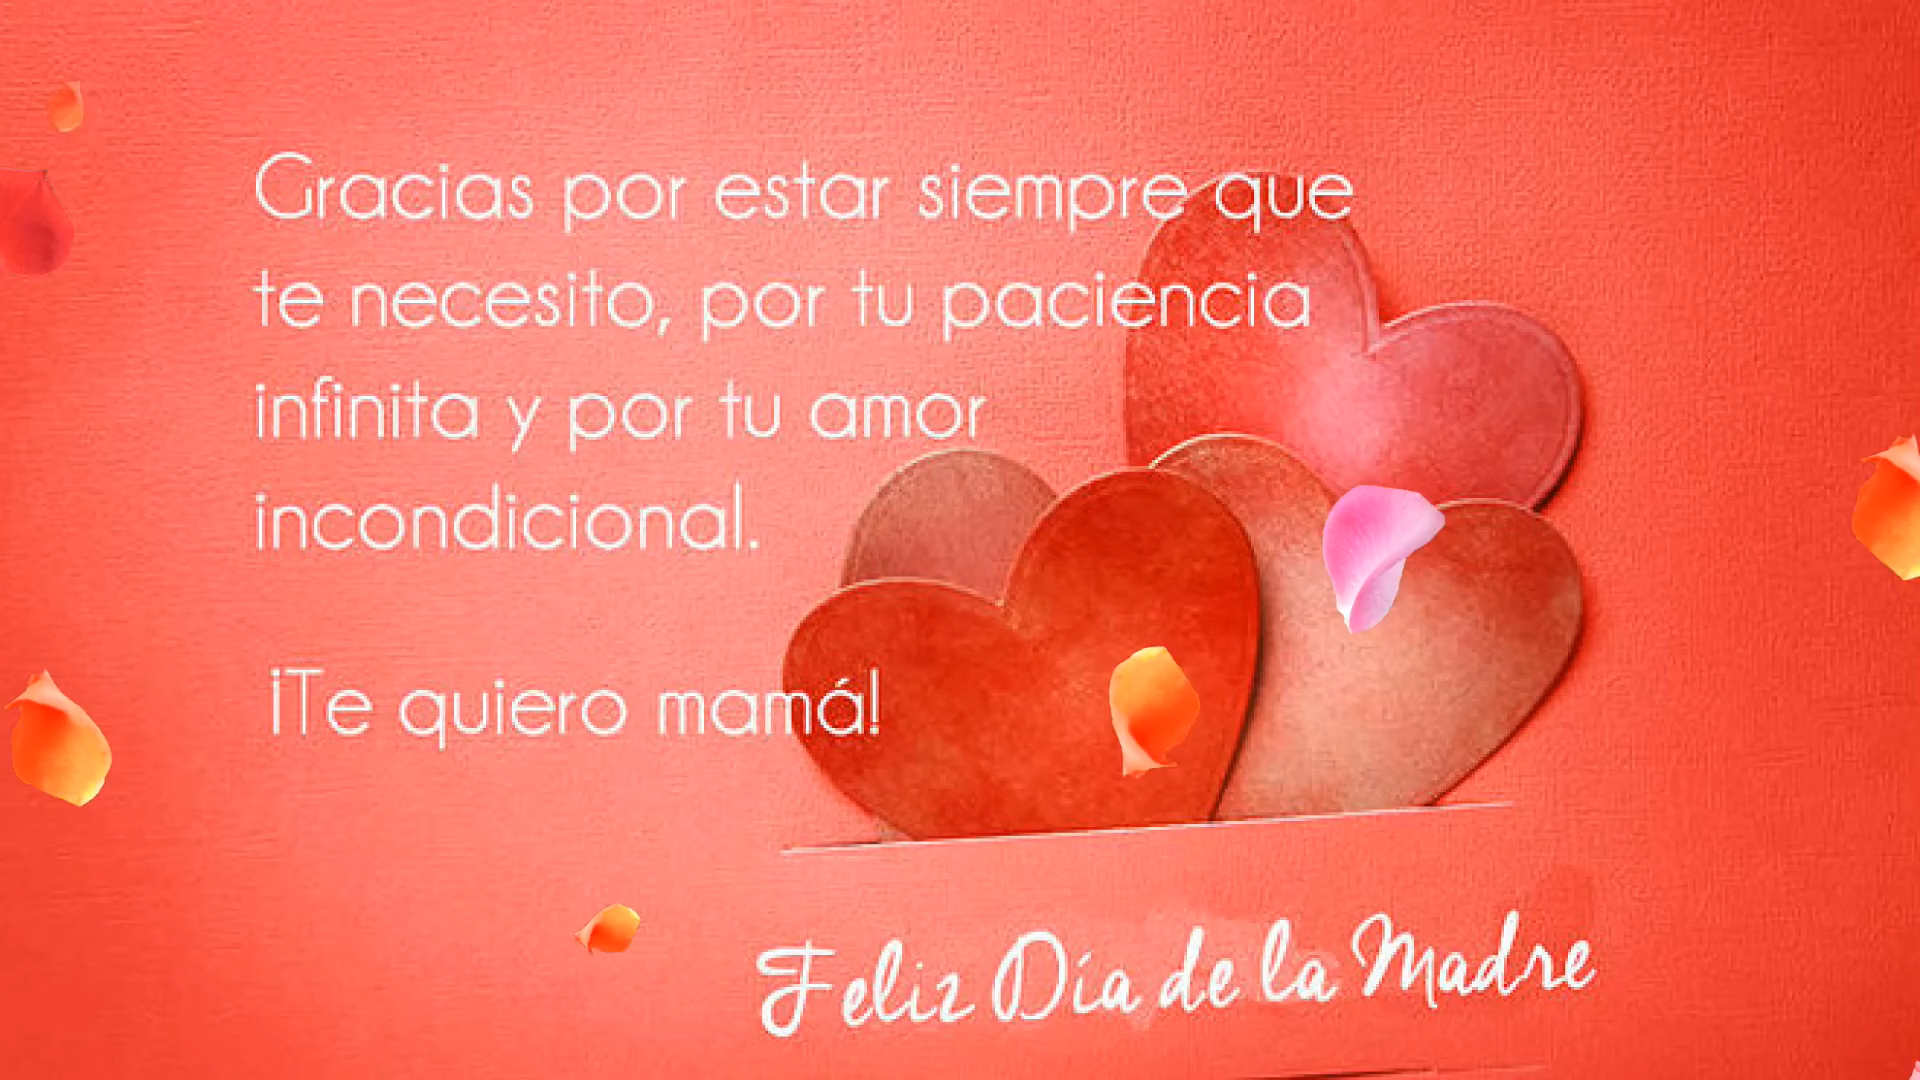 Gracias por estar siempre que
te necesito, por tu paciencia
infinita y por tu amor
incondicional.
¡Te quiero mamá!
Feliz Día de la Madre